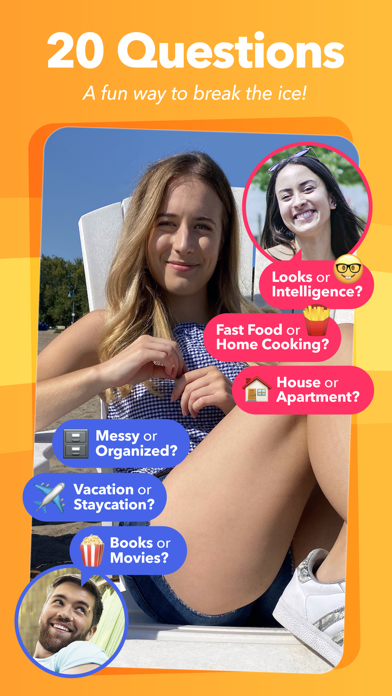 20 Questions
A fun way to break the ice!
Looks or
Intelligence?
Fast Food or
Home Cooking?
House or
Apartment?
Messy or
Organized?
Vacation or
Staycation?
Books or
Movies?